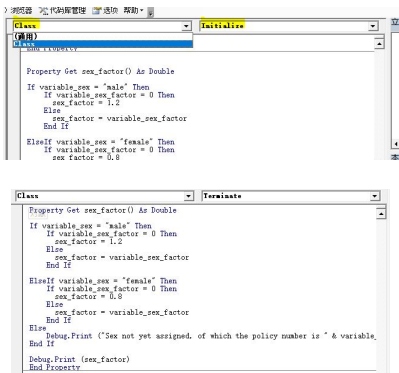 浏览器 代码库管理 选项 帮助
Class Initialize
(通用)
Class
End Property
Property Get sex_factor() As Double
If variable_sex = "male" Then
If variable_sex_factor = 0 Then
sex_factor = 1.2
Else
sex_factor = variable_sex_factor
End If
ElseIf variable_sex = "female" Then
If variable_sex_factor = 0 Then
sex_factor = 0.8
Else
Class Terminate
Property Get sex_factor() As Double
If variable_sex = "male" Then
If variable_sex_factor = 0 Then
sex_factor = 1.2
Else
sex_factor = variable_sex_factor
End If
ElseIf variable_sex = "female" Then
If variable_sex_factor = 0 Then
sex_factor = 0.8
Else
sex_factor = variable_sex_factor
End If
Else
Debug.Print ("Sex not yet assigned, of which the policy number is " & variable_
End If
Debug.Print (sex_factor)
End Property